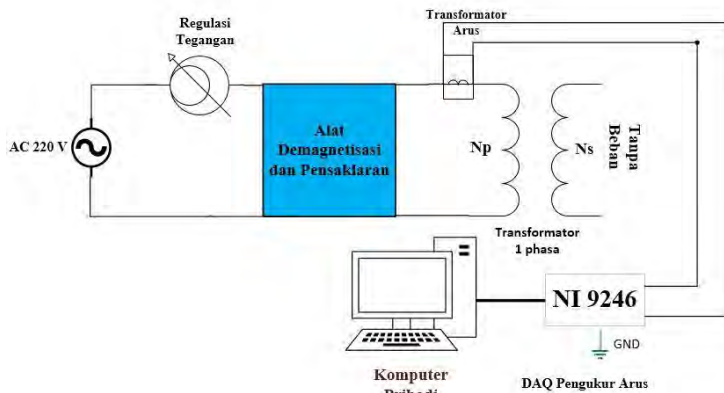 Transformator
Arus
Regulasi
Tegangan
AC 220 V
Alat
Demagnetisasi
dan Pensaklaran
Np
Ns
Tanpa
Beban
Transformator
1 phasa
NI 9246
GND
Komputer
DAQ Pengukur Arus